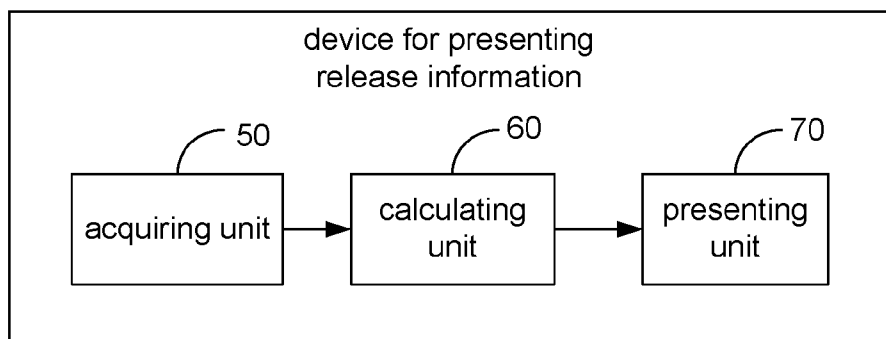 device for presenting
release information
50
60
70
acquiring unit
calculating
unit
presenting
unit